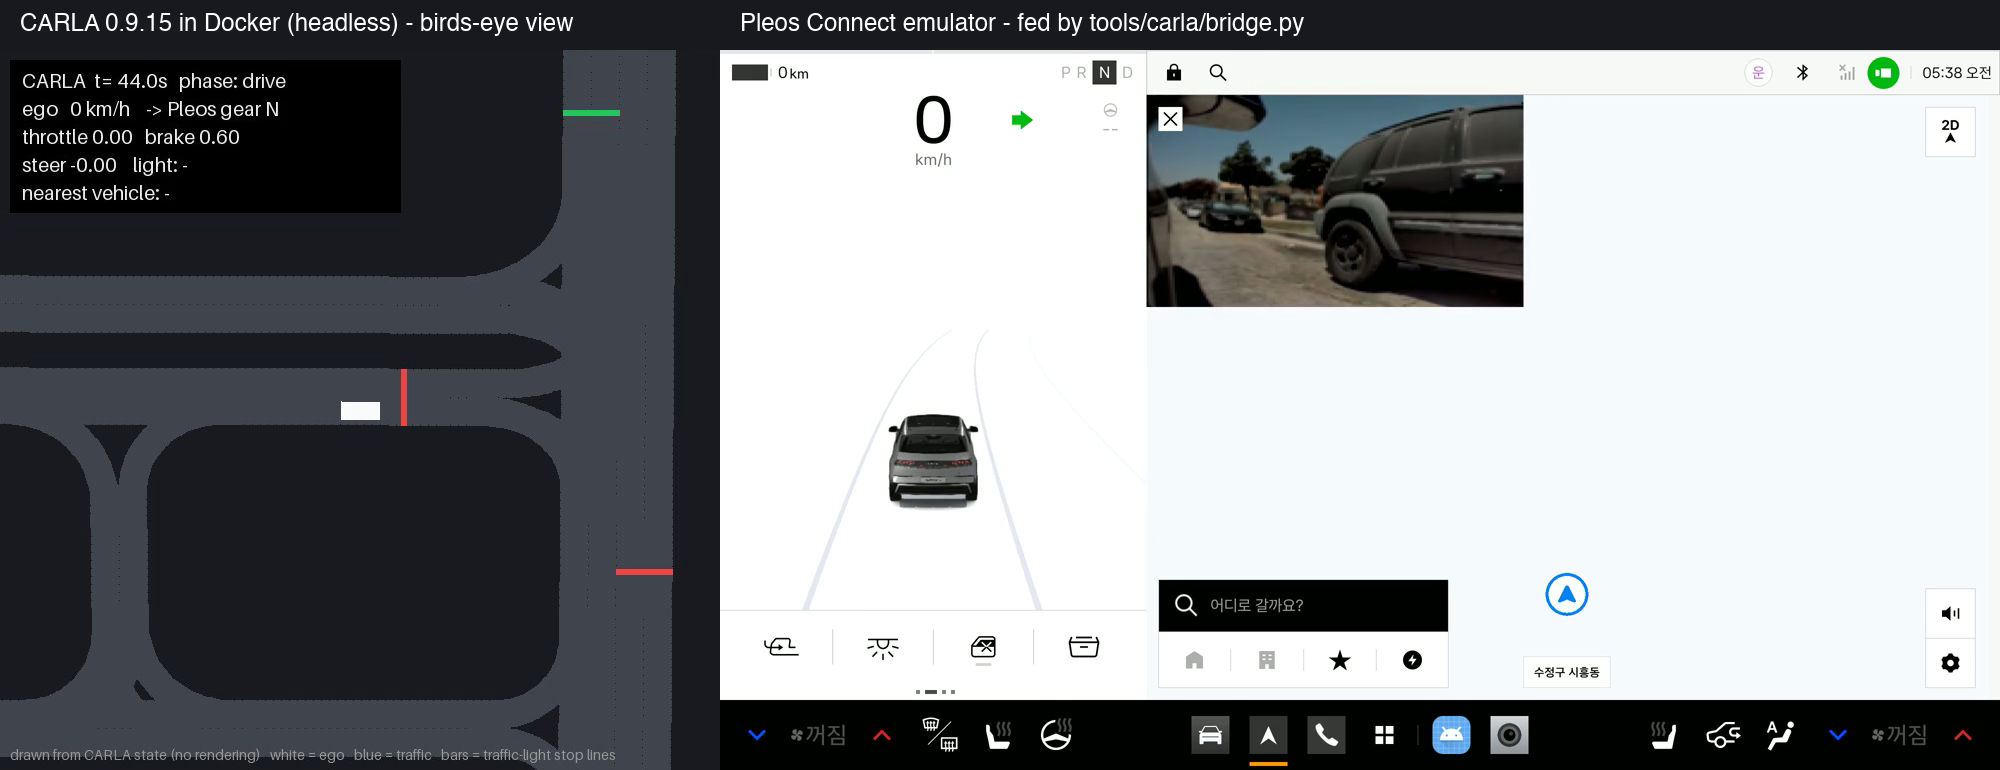 CARLA 0.9.15 in Docker (headless) - birds-eye view
Pleos Connect emulator - fed by tools/carla/bridge.py
CARLA t= 44.0s phase: drive
ego 0 km/h -> Pleos gear N
throttle 0.00 brake 0.60
steer -0.00 light: -
nearest vehicle: -
drawn from CARLA state (no rendering) white = ego blue = traffic bars = traffic-light stop lines
0 km
P R N D
0
km/h
--
운
05:38 오전
2D
어디로 갈까요?
수정구 시흥동
꺼짐
A
꺼짐